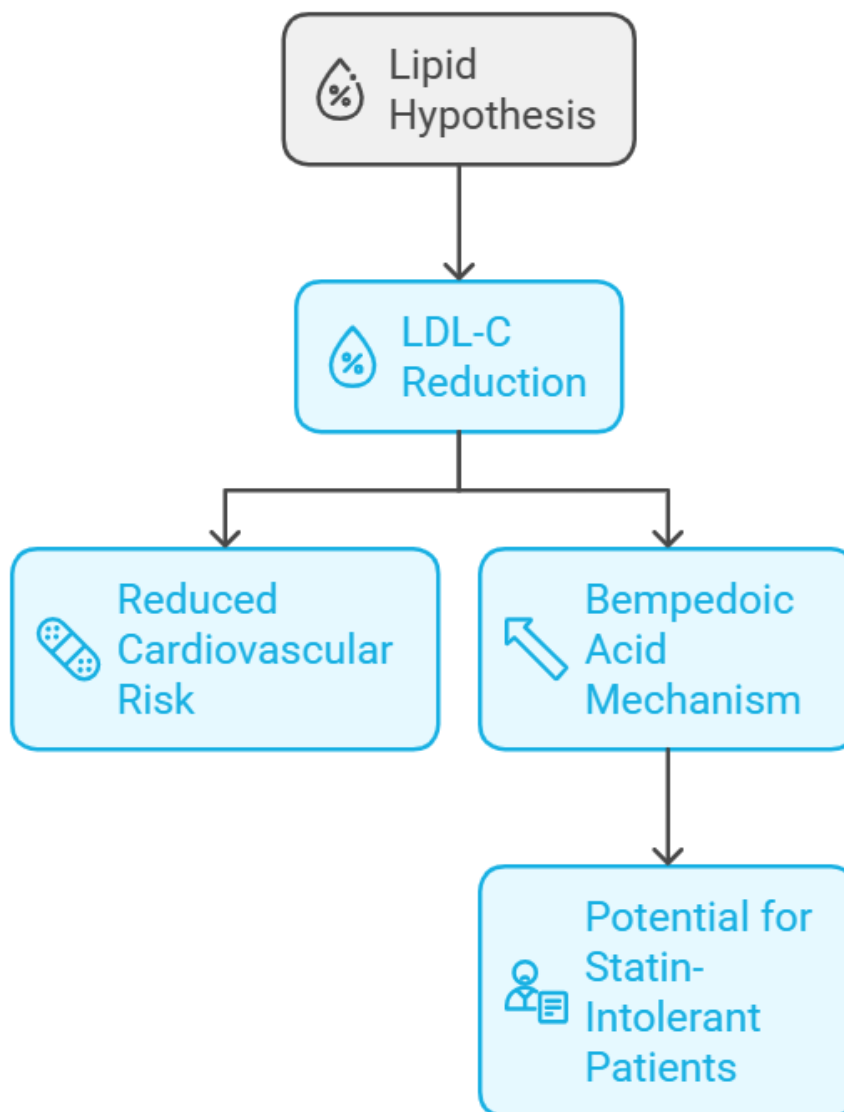 Lipid
Hypothesis
LDL-C
Reduction
Reduced
Cardiovascular
Risk
Bempedoic
Acid
Mechanism
Potential for
Statin-
Intolerant
Patients